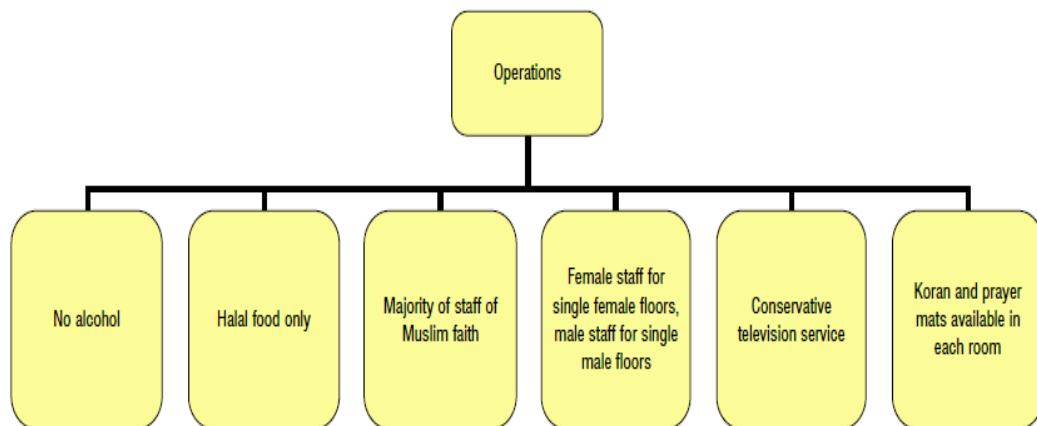 Operations
No alcohol
Halal food only
Majority of staff of
Muslim faith
Female staff for
single female floors,
male staff for single
male floors
Conservative
television service
Koran and prayer
mats available in
each room